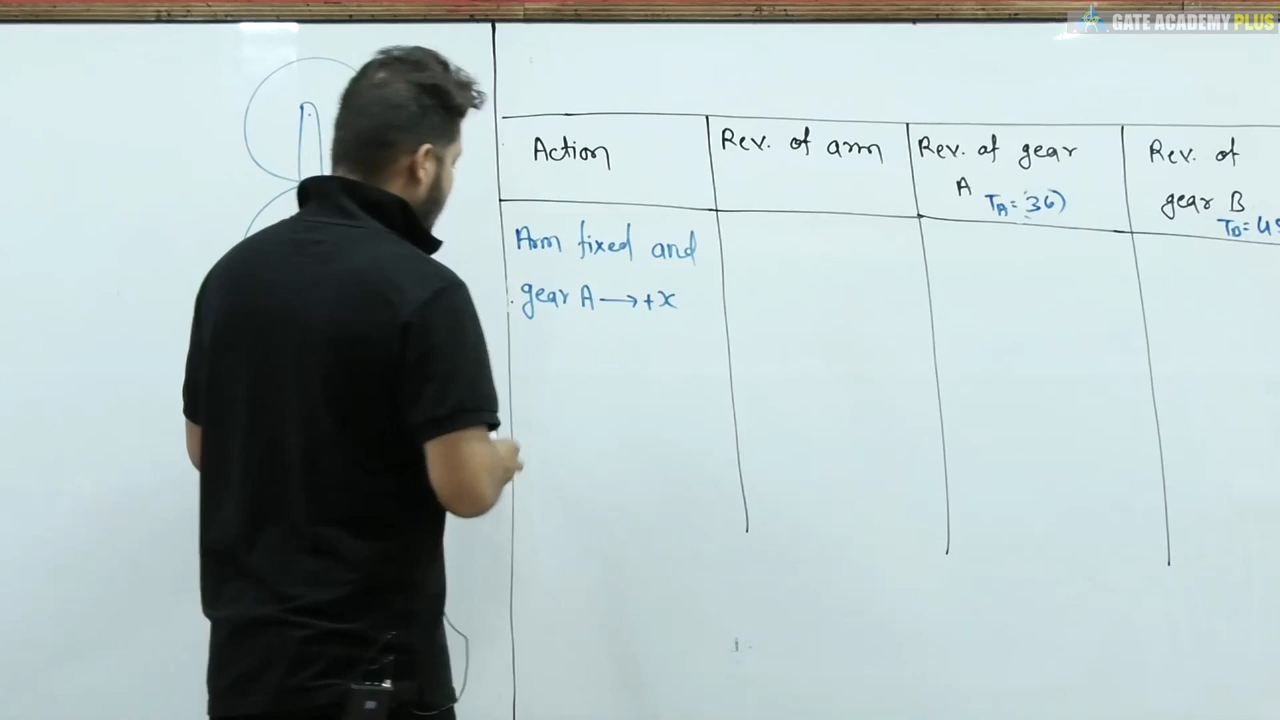 GATE ACADEMY PLUS
Action
Rev. of arm
Rev. of gear
A
TA = 36)
Rev. of
gear B
Arm fixed and
gear A → +x